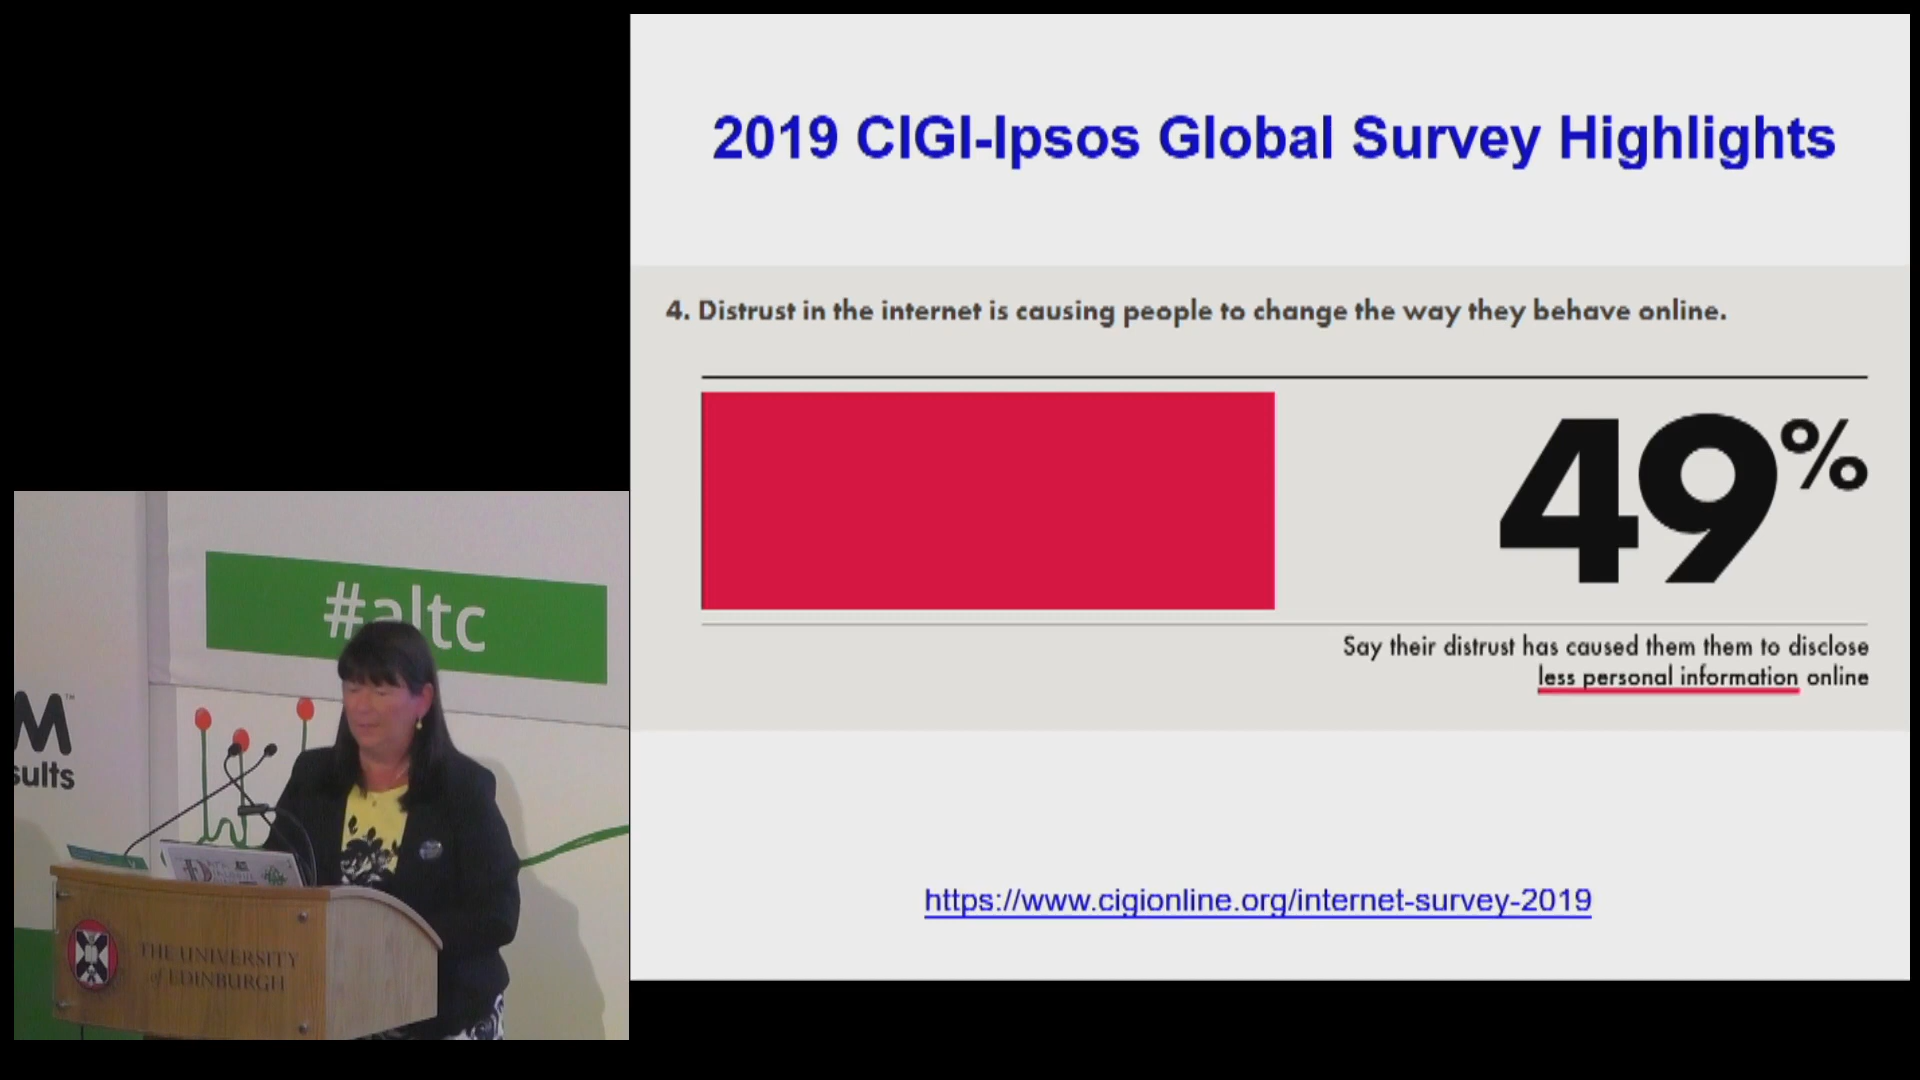 2019 CIGI-Ipsos Global Survey Highlights
4. Distrust in the internet is causing people to change the way they behave online.
49%
Say their distrust has caused them them to disclose
less personal information online
https://www.cigionline.org/internet-survey-2019
#altc
M™
sults
THE UNIVERSITY
of EDINBURGH